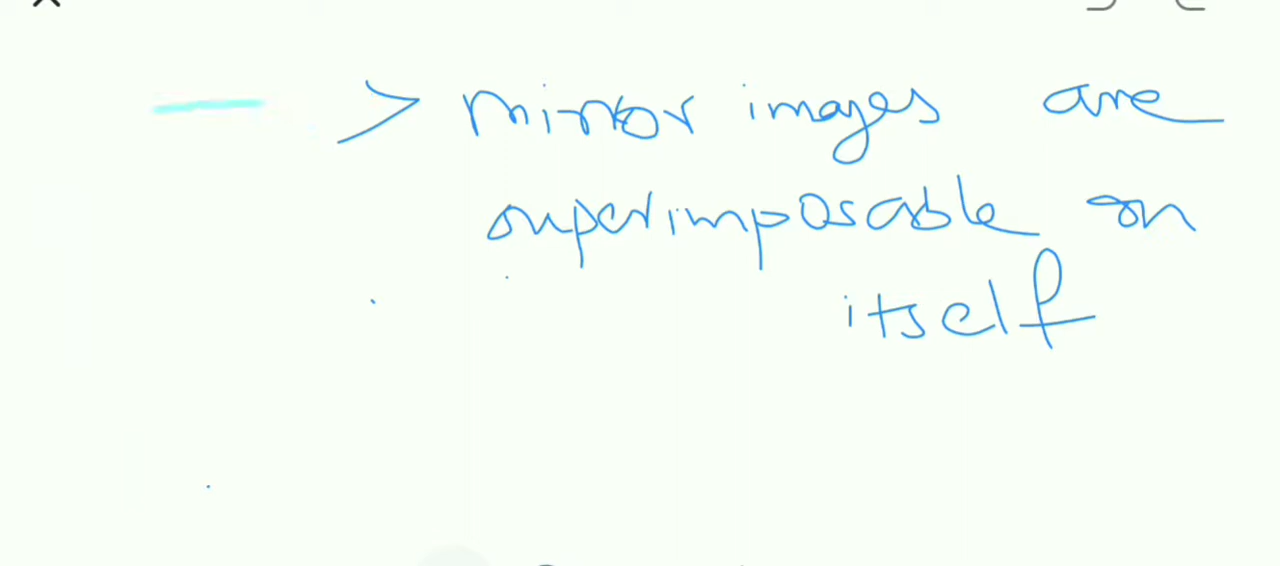 > mirror images are
superimposable on
itself